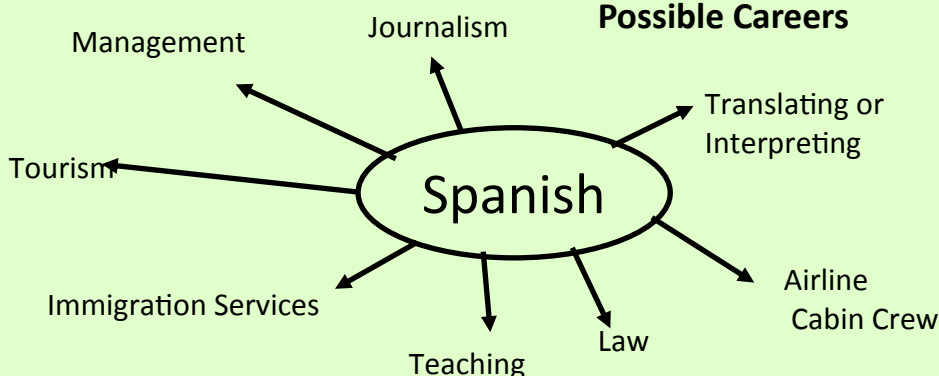 Possible Careers
Journalism
Management
Translating or
Interpreting
Tourism
Spanish
Airline
Cabin Crew
Immigration Services
Law
Teaching